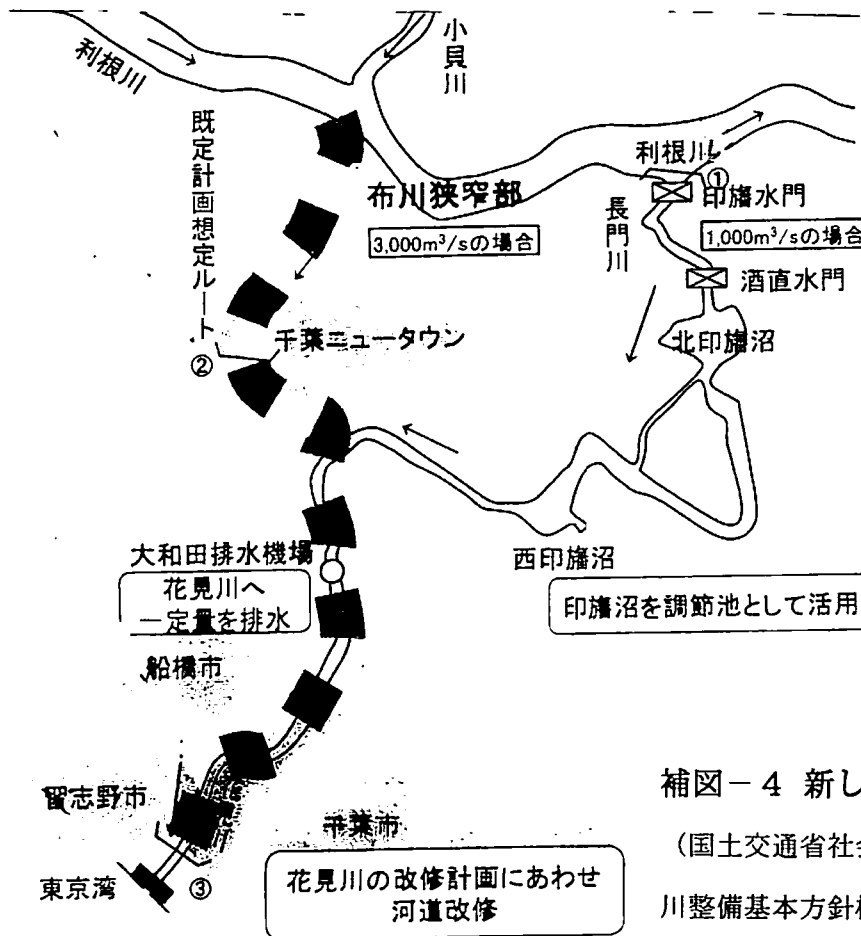 利根川
小貝川
既定計画想定ルート
布川狭窄部
3,000m³/sの場合
利根川
①
印旛水門
長門川
1,000m³/sの場合
酒直水門
北印旛沼
千葉ニュータウン
②
大和田排水機場
花見川へ
一定量を排水
西印旛沼
印旛沼を調節池として活用
船橋市
習志野市
千葉市
東京湾
③
花見川の改修計画にあわせ
河道改修
補図－4 新し
（国土交通省社会
川整備基本方針検